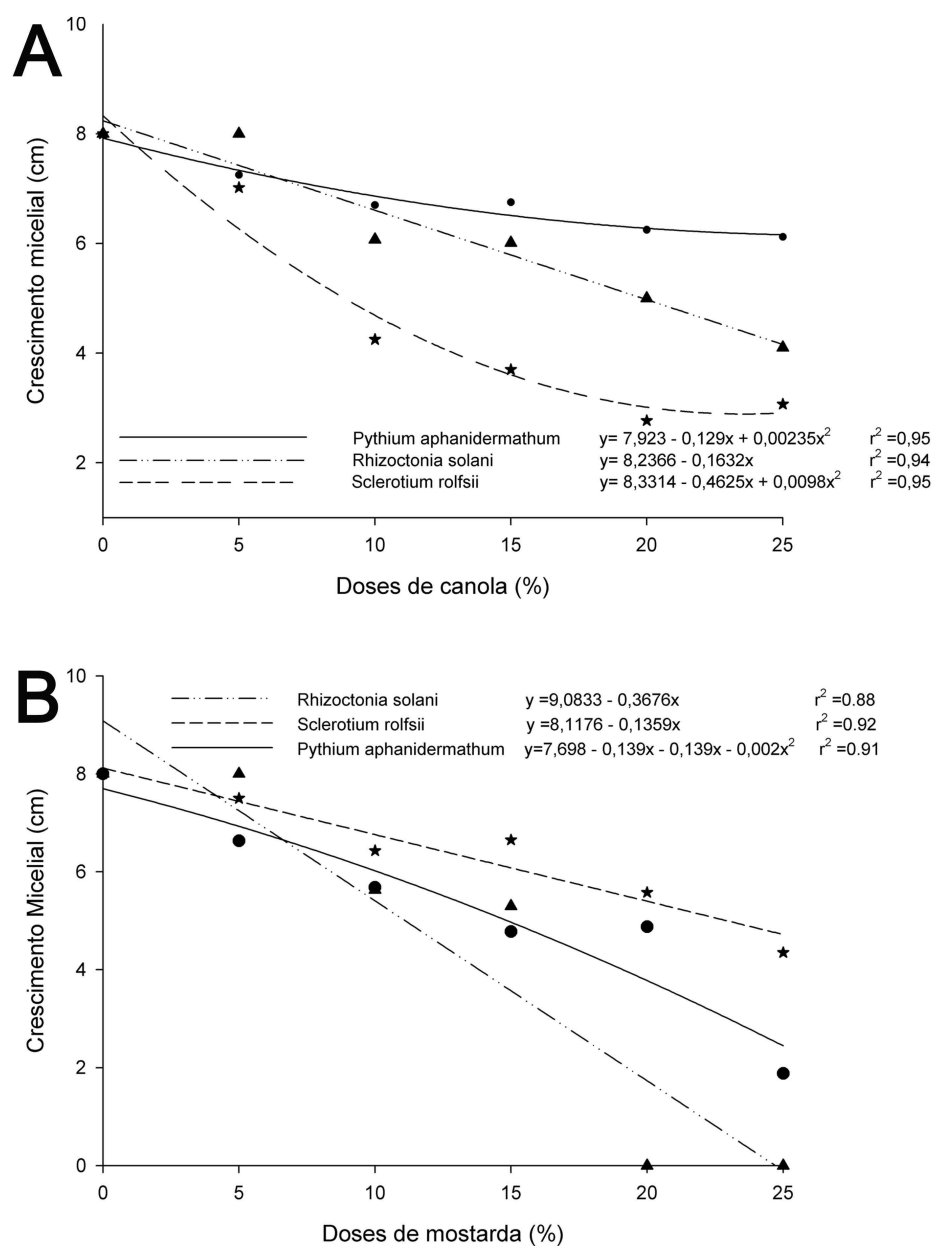 A
10
8
6
4
2
Crescimento micelial (cm)
Pythium aphanidermathum y= 7,923 - 0,129x + 0,00235x² r² =0,95
Rhizoctonia solani y= 8,2366 - 0,1632x r² =0,94
Sclerotium rolfsii y= 8,3314 - 0,4625x + 0,0098x² r² =0,95
0 5 10 15 20 25
Doses de canola (%)
B
10
8
6
4
2
0
Crescimento Micelial (cm)
Rhizoctonia solani y =9,0833 - 0,3676x r² =0.88
Sclerotium rolfsii y =8,1176 - 0,1359x r² =0.92
Pythium aphanidermathum y=7,698 - 0,139x - 0,139x - 0,002x² r² =0.91
0 5 10 15 20 25
Doses de mostarda (%)